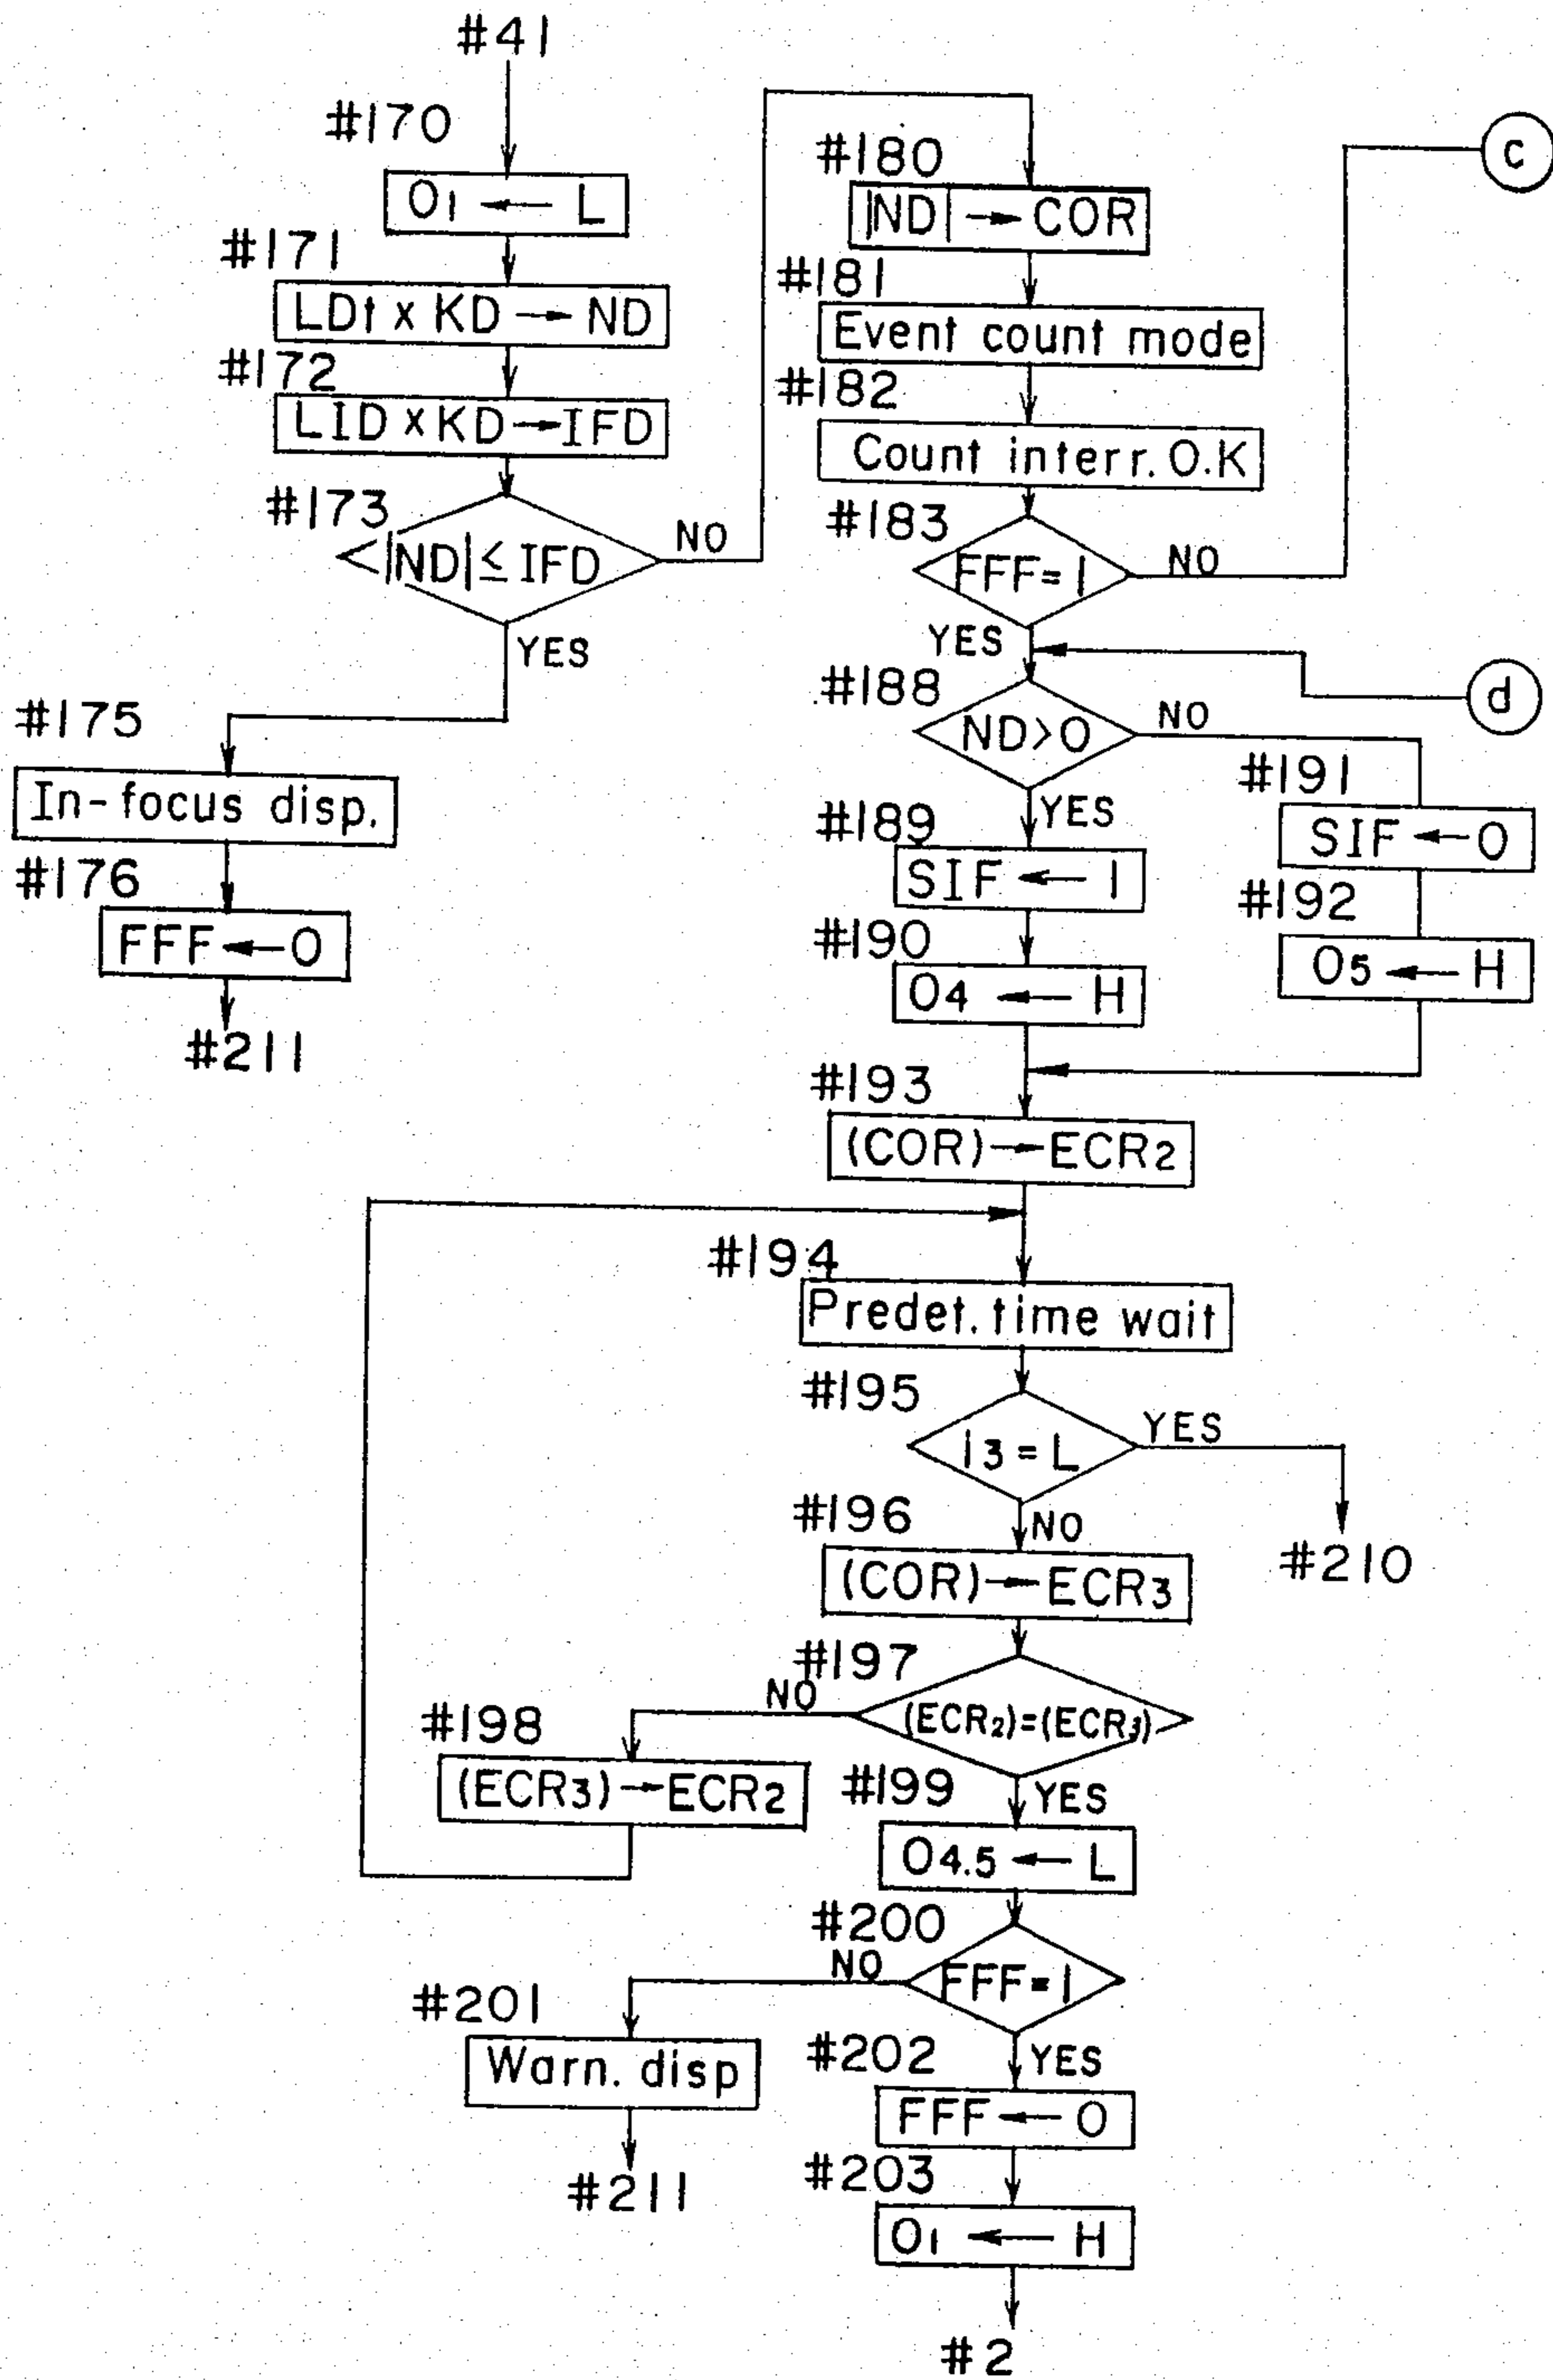 #41
#170
O1 ← L
#171
LDt x KD → ND
#172
LID x KD → IFD
#173
|ND| ≤ IFD
NO
YES
#175
In-focus disp.
#176
FFF ← 0
#211
#180
|ND| → COR
#181
Event count mode
#182
Count interr. O.K
#183
FFF = 1
NO
c
YES
d
#188
ND > 0
NO
YES
#189
SIF ← 1
#190
O4 ← H
#191
SIF ← 0
#192
O5 ← H
#193
(COR) → ECR2
#194
Predet. time wait
#195
I3 = L
YES
#210
NO
#196
(COR) → ECR3
#197
(ECR2) = (ECR3)
NO
#198
(ECR3) → ECR2
YES
#199
O4.5 ← L
#200
FFF = 1
NO
#201
Warn. disp
#211
YES
#202
FFF ← 0
#203
O1 ← H
#2